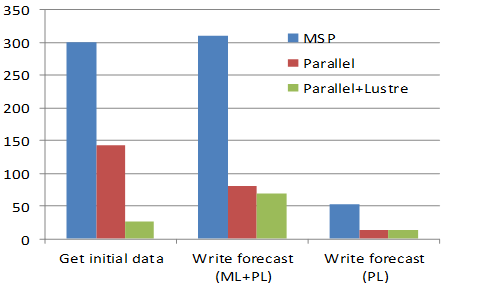 350
300
250
200
150
100
50
0
MSP
Parallel
Parallel+Lustre
Get initial data
Write forecast
(ML+PL)
Write forecast
(PL)